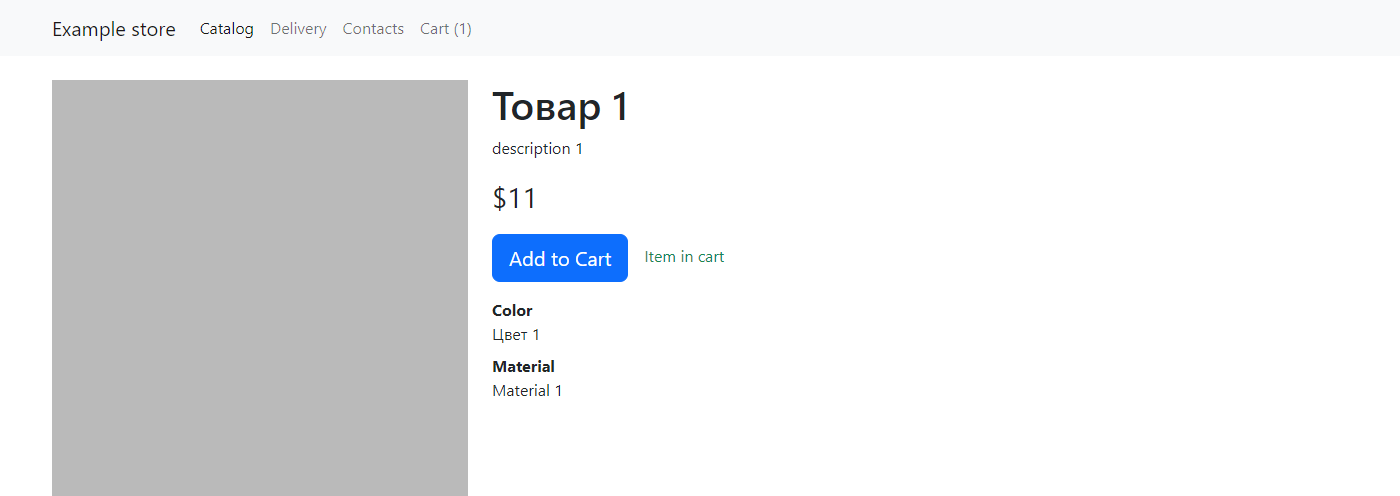 Example store Catalog Delivery Contacts Cart (1)
Товар 1
description 1
$11
Add to Cart Item in cart
Color
Цвет 1
Material
Material 1